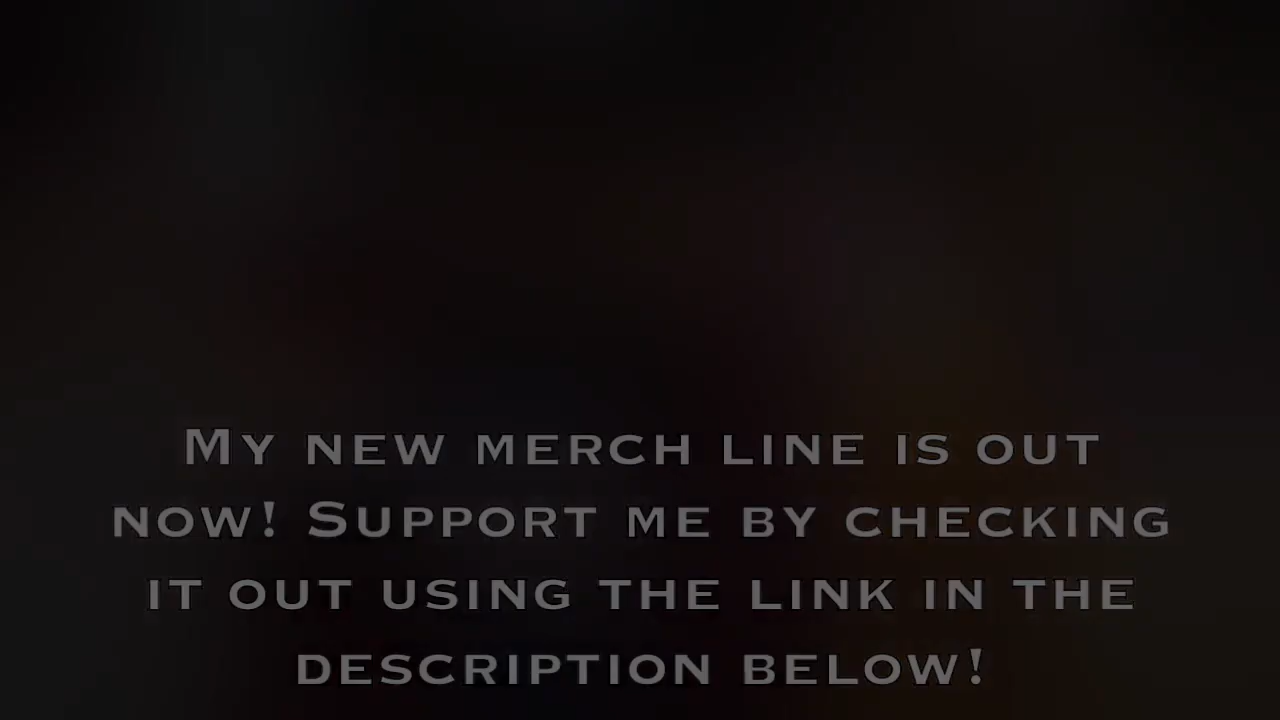 My new merch line is out
now! Support me by checking
it out using the link in the
description below!